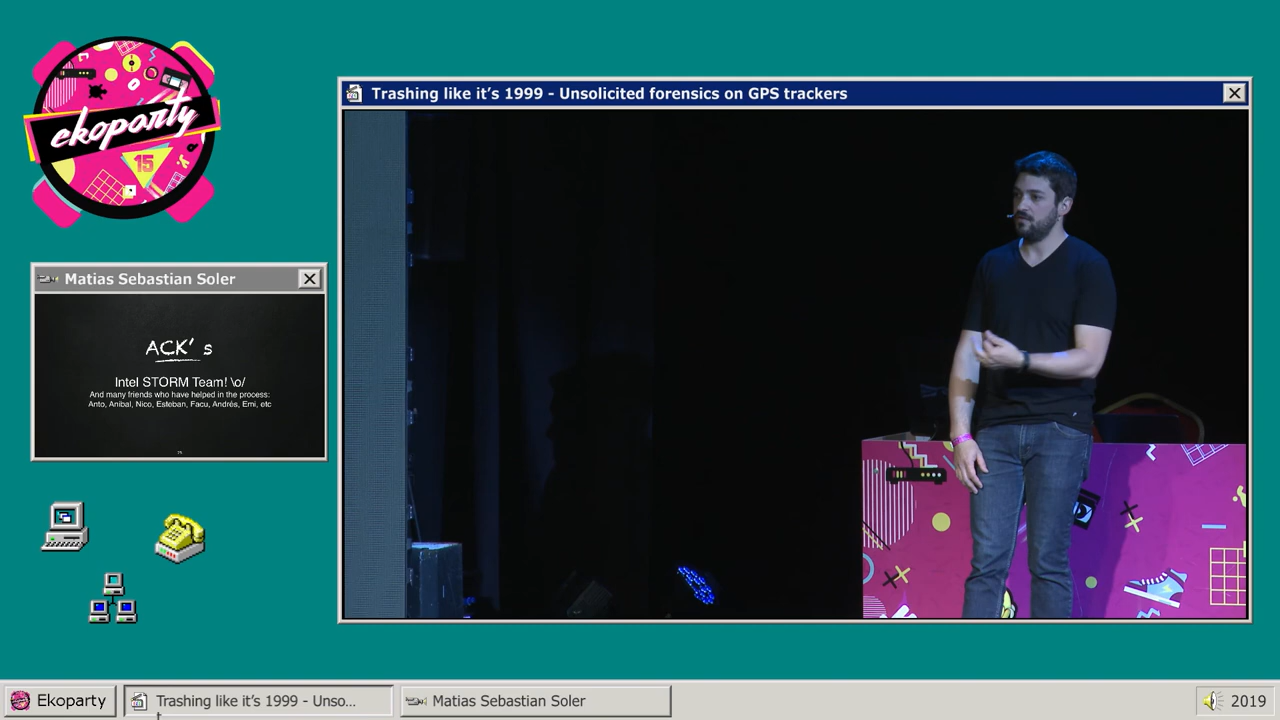 ekoparty
15
Trashing like it’s 1999 - Unsolicited forensics on GPS trackers
Matias Sebastian Soler
ACK' s
Intel STORM Team! \o/
And many friends who have helped in the process:
Anto, Anibal, Nico, Esteban, Facu, Andrés, Erni, etc
Ekoparty
Trashing like it’s 1999 - Unso...
Matias Sebastian Soler
2019